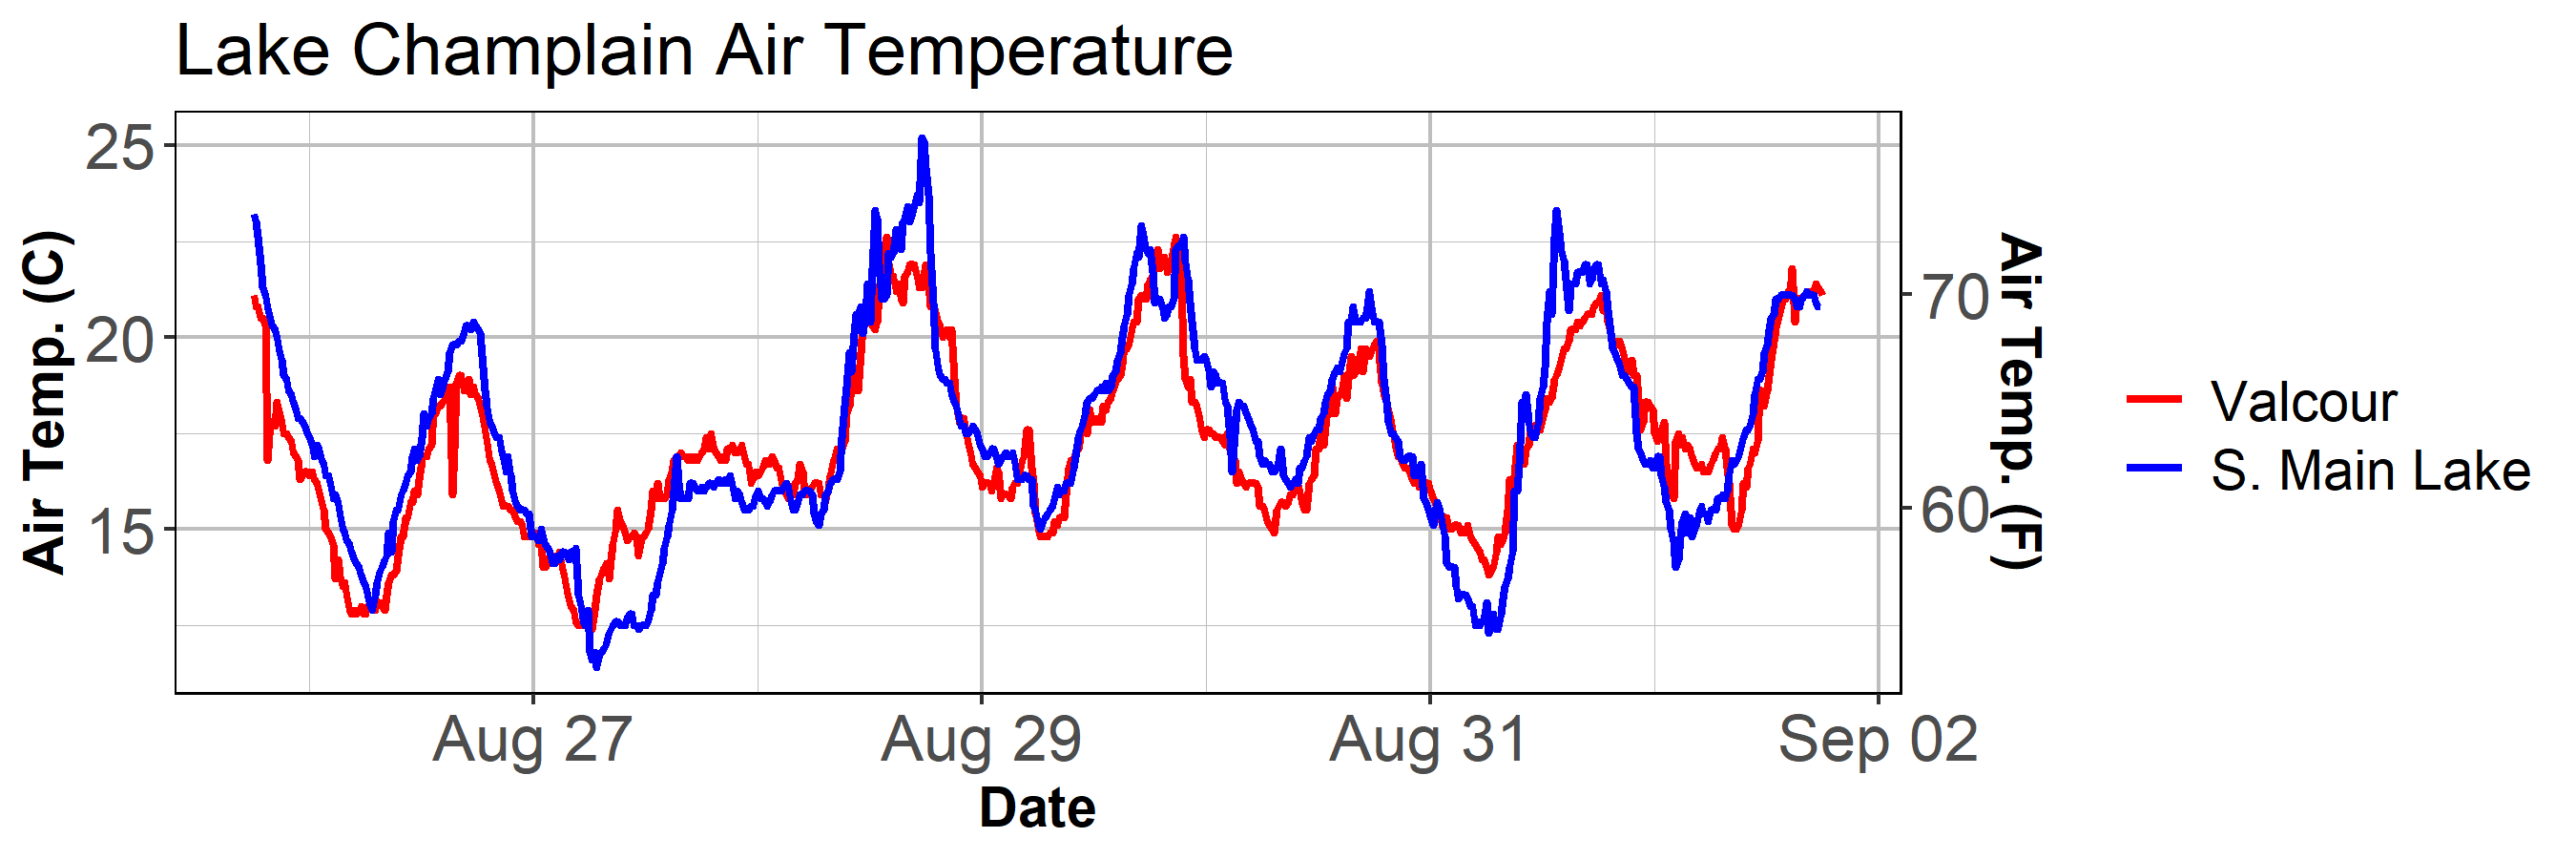 Lake Champlain Air Temperature
Air Temp. (C)
25
20
15
Aug 27
Aug 29
Aug 31
Sep 02
Date
70
60
Air Temp. (F)
Valcour
S. Main Lake